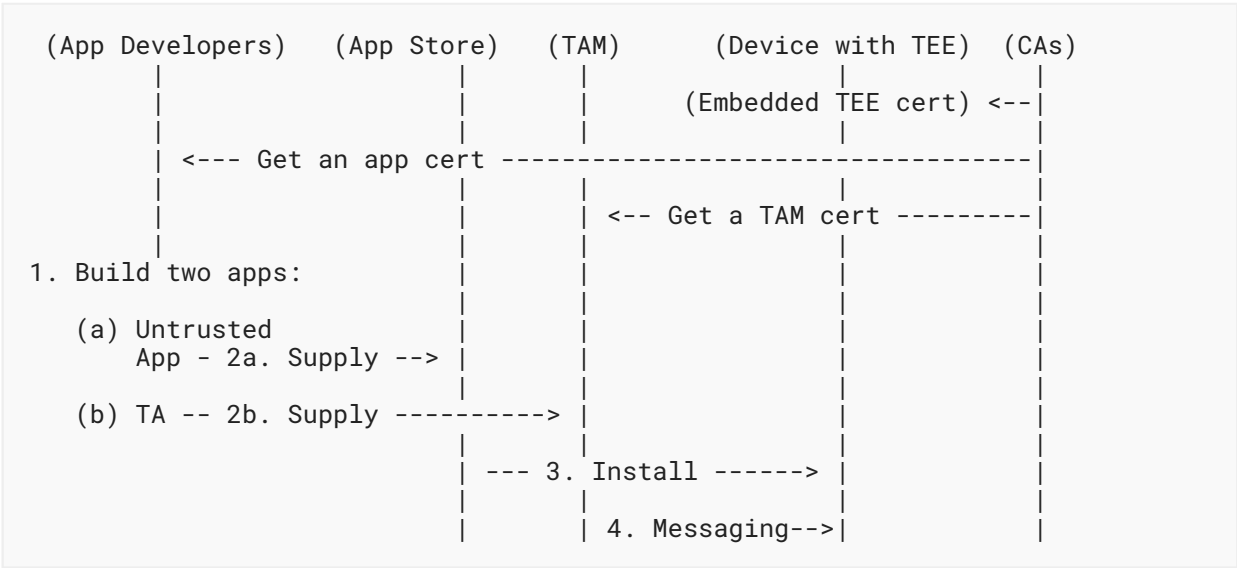 (App Developers)   (App Store)   (TAM)      (Device with TEE)  (CAs)
       |                   |       |                |            |
       |                   |       |      (Embedded TEE cert) <--|
       |                   |       |                |            |
       | <--- Get an app cert -----------------------------------|
       |                   |       |                |            |
       |                   |       | <-- Get a TAM cert ---------|
       |                   |       |                |            |
1. Build two apps:         |       |                |            |
                           |       |                |            |
   (a) Untrusted           |       |                |            |
       App - 2a. Supply --> |      |                |            |
                           |       |                |            |
   (b) TA -- 2b. Supply ----------> |               |            |
                           |       |                |            |
                           | --- 3. Install ------> |            |
                           |       |                |            |
                           |       | 4. Messaging-->|            |